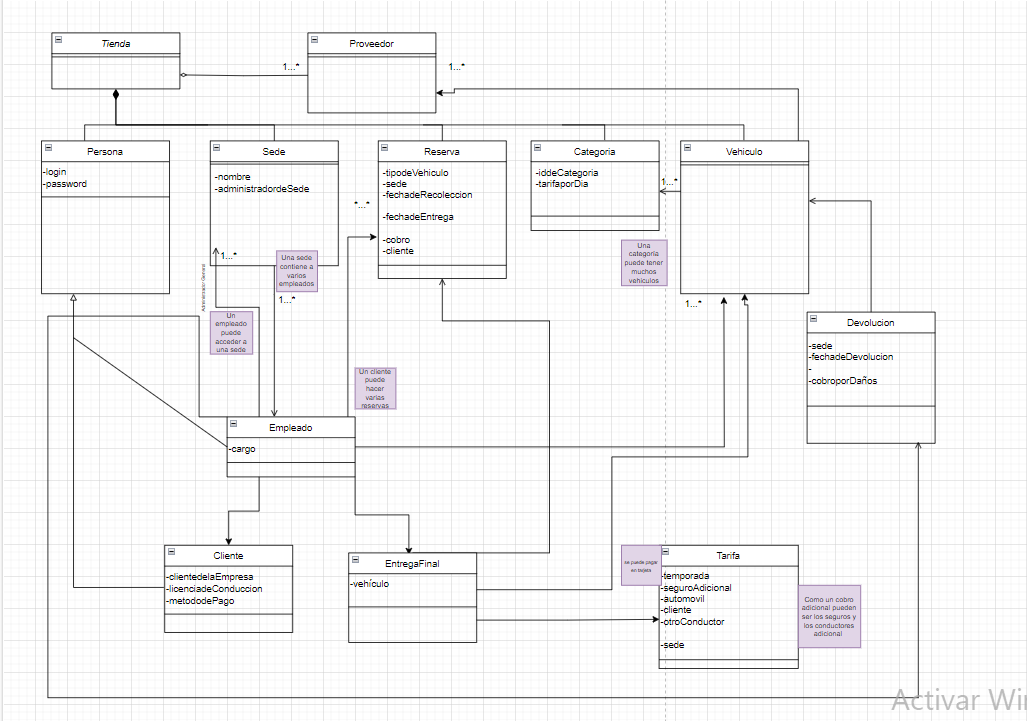 Tienda
Proveedor
1...*
1...*
Persona
-login
-password
Sede
-nombre
-administradordeSede
Reserva
-tipodeVehiculo
-sede
-fechadeRecoleccion
-fechadeEntrega
-cobro
-cliente
Categoria
-iddeCategoria
-tarifaporDia
Vehiculo
1...*
*...*
1...*
Administrador General
Una sede
contiene a
varios
empleados
1...*
Una
categoría
puede tener
muchos
vehiculos
1...*
Un
empleado
puede
acceder a
una sede
Devolucion
-sede
-fechadeDevolucion
-
-cobroporDaños
Un cliente
puede
hacer
varias
reservas
Empleado
-cargo
Cliente
-clientedelaEmpresa
-licenciadeConduccion
-metododePago
EntregaFinal
-vehículo
se puede pagar
en tarjeta
Tarifa
-temporada
-seguroAdicional
-automovil
-cliente
-otroConductor
-sede
Como un cobro
adicional pueden
ser los seguros y
los conductores
adicional
Activar Wi